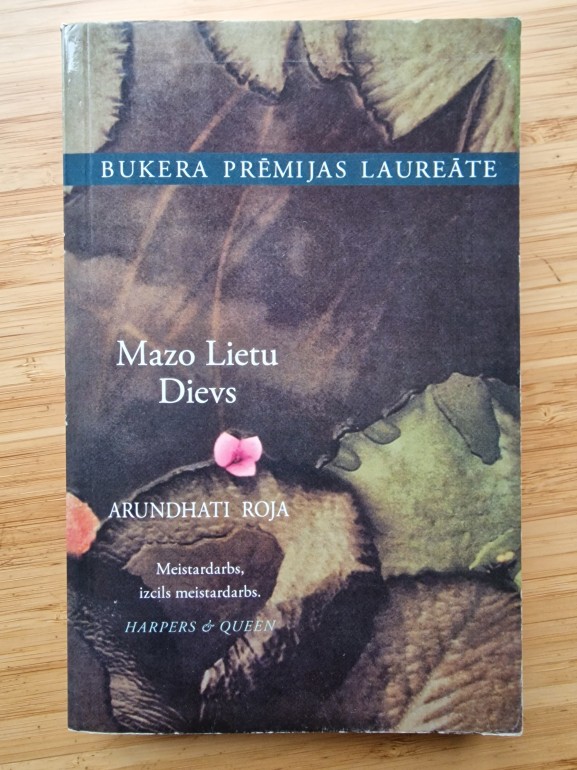 BUKERA PRĒMIJAS LAUREĀTE
Mazo Lietu
Dievs
ARUNDHATI ROJA
Meistardarbs,
izcils meistardarbs.
HARPERS & QUEEN